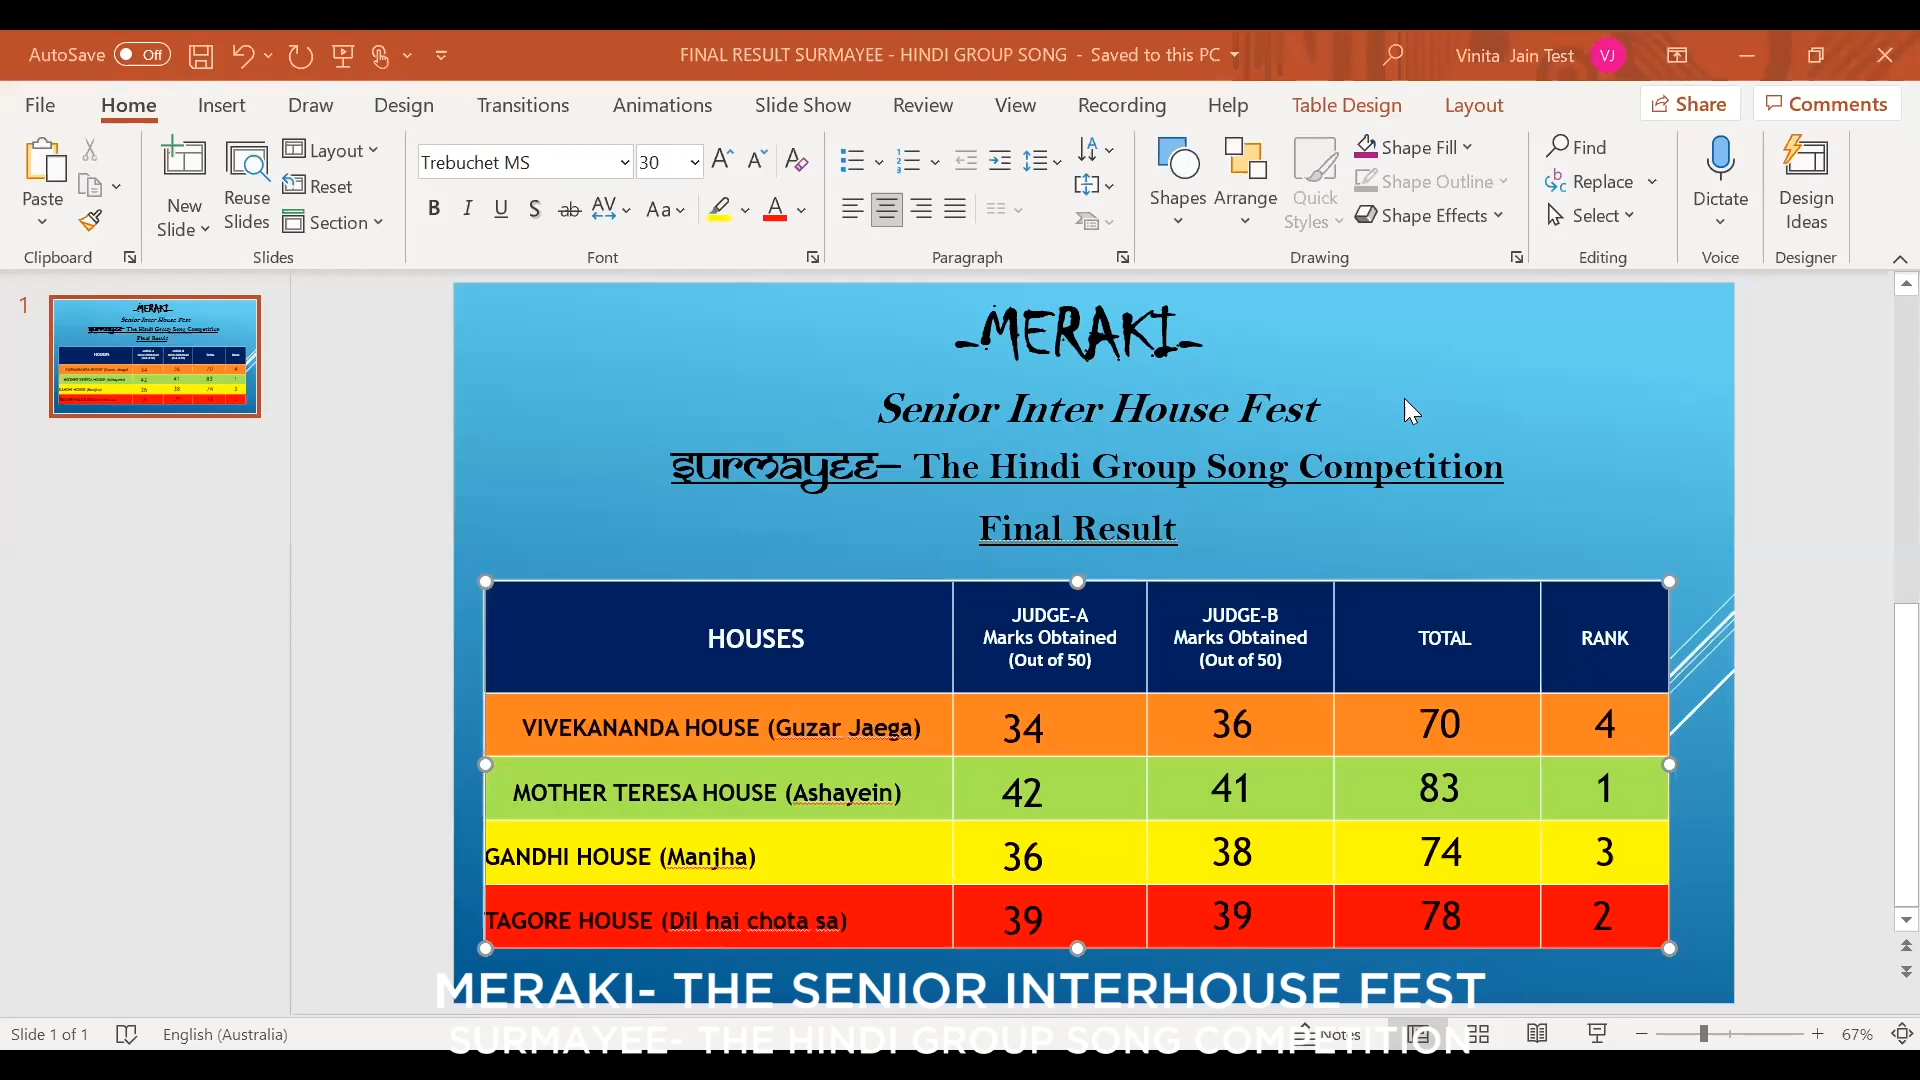 AutoSave Off FINAL RESULT SURMAYEE - HINDI GROUP SONG - Saved to this PC Vinita Jain Test VJ
File Home Insert Draw Design Transitions Animations Slide Show Review View Recording Help Table Design Layout Share Comments
Paste
New Slide
Reuse Slides
Layout
Reset
Section
Trebuchet MS 30
B I U S ab AV Aa A
Shapes
Arrange
Quick Styles
Shape Fill
Shape Outline
Shape Effects
Find
Replace
Select
Dictate
Design Ideas
Clipboard Slides Font Paragraph Drawing Editing Voice Designer
1
-MERAKI-
Senior Inter House Fest
surmayee– The Hindi Group Song Competition
Final Result
HOUSES JUDGE-A Marks Obtained (Out of 50) JUDGE-B Marks Obtained (Out of 50) TOTAL RANK
VIVEKANANDA HOUSE (Guzar Jaega) 34 36 70 4
MOTHER TERESA HOUSE (Ashayein) 42 41 83 1
GANDHI HOUSE (Manjha) 36 38 74 3
TAGORE HOUSE (Dil hai chota sa) 39 39 78 2
MERAKI- THE SENIOR INTERHOUSE FEST
SURMAYEE- THE HINDI GROUP SONG COMPETITION
Slide 1 of 1 English (Australia) Notes 67%